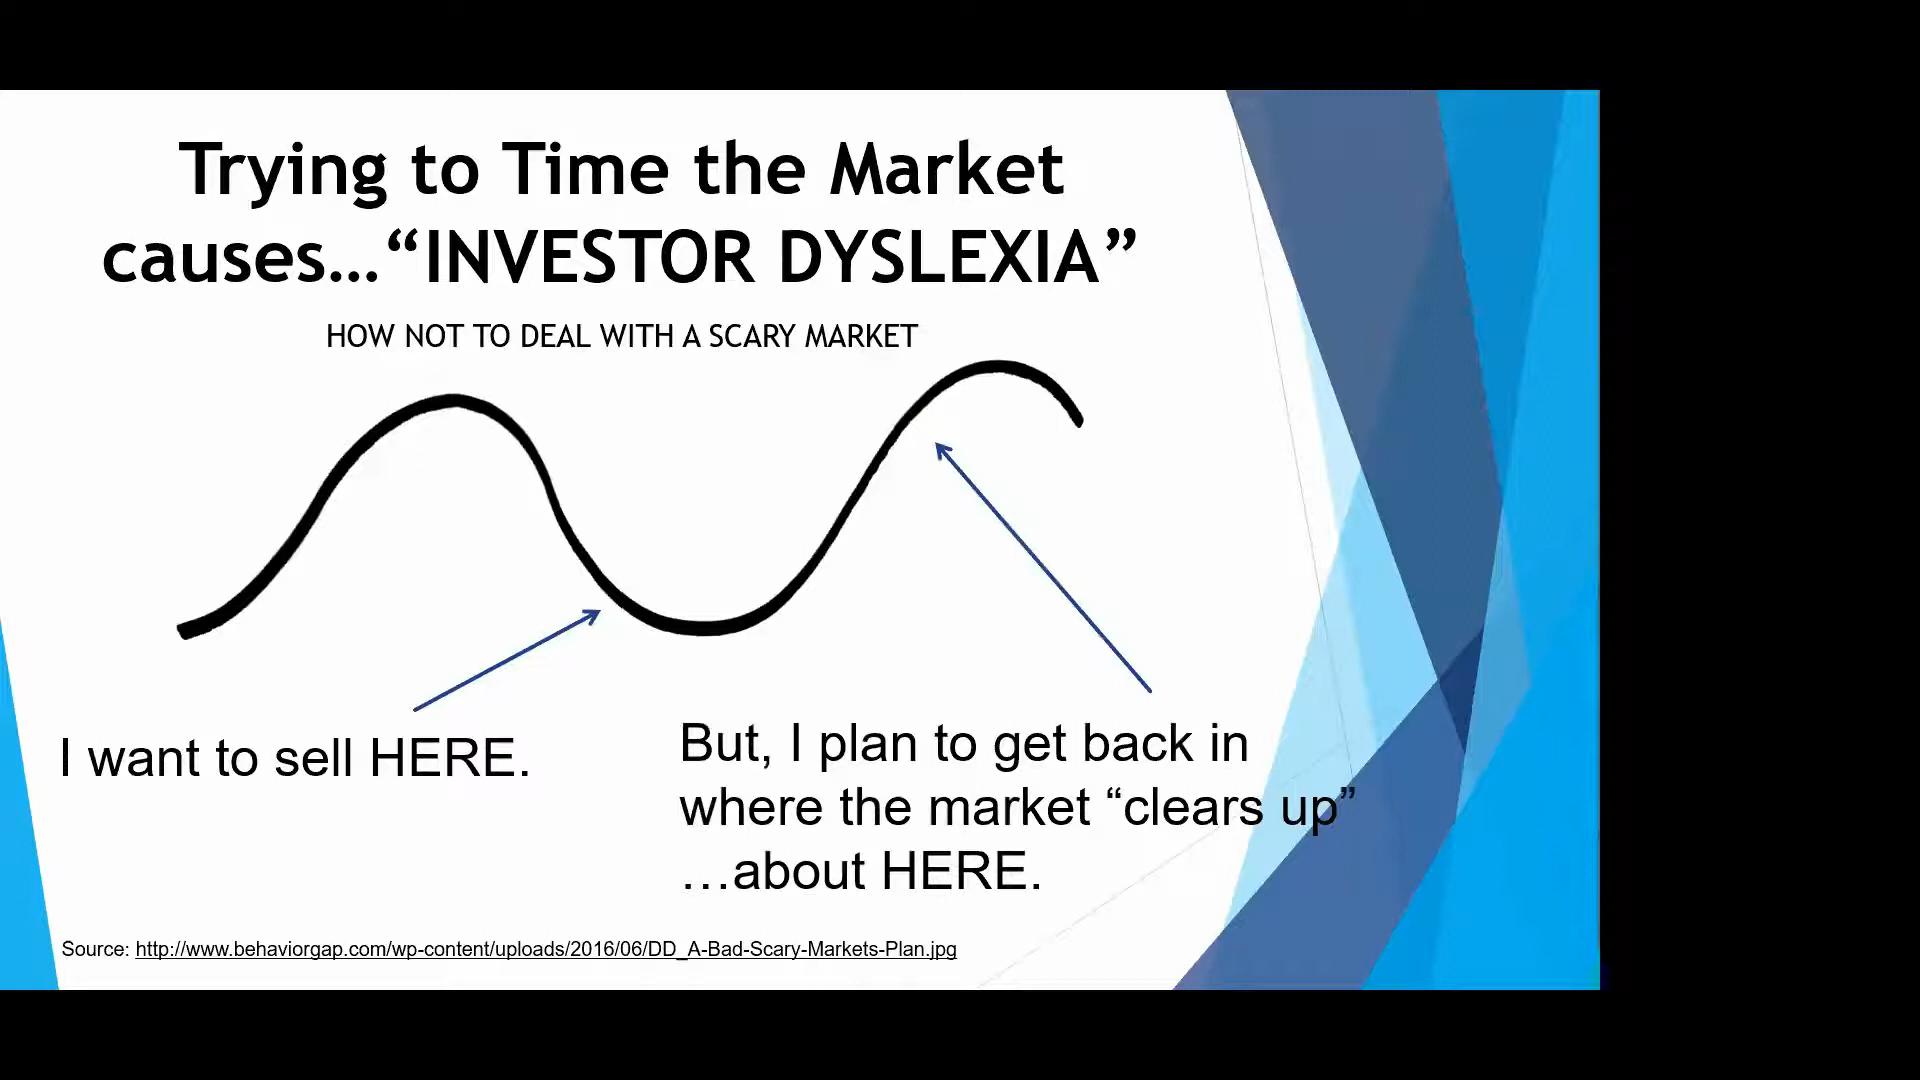 Trying to Time the Market
causes…“INVESTOR DYSLEXIA”
HOW NOT TO DEAL WITH A SCARY MARKET
I want to sell HERE.
But, I plan to get back in
where the market “clears up”
…about HERE.
Source: http://www.behaviorgap.com/wp-content/uploads/2016/06/DD_A-Bad-Scary-Markets-Plan.jpg